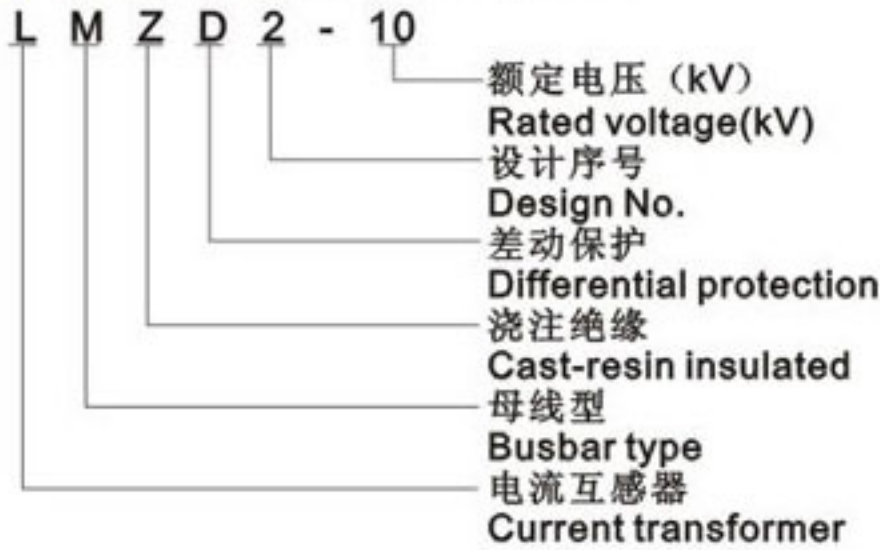 L M Z D 2 - 10
额定电压（kV）
Rated voltage(kV)
设计序号
Design No.
差动保护
Differential protection
浇注绝缘
Cast-resin insulated
母线型
Busbar type
电流互感器
Current transformer